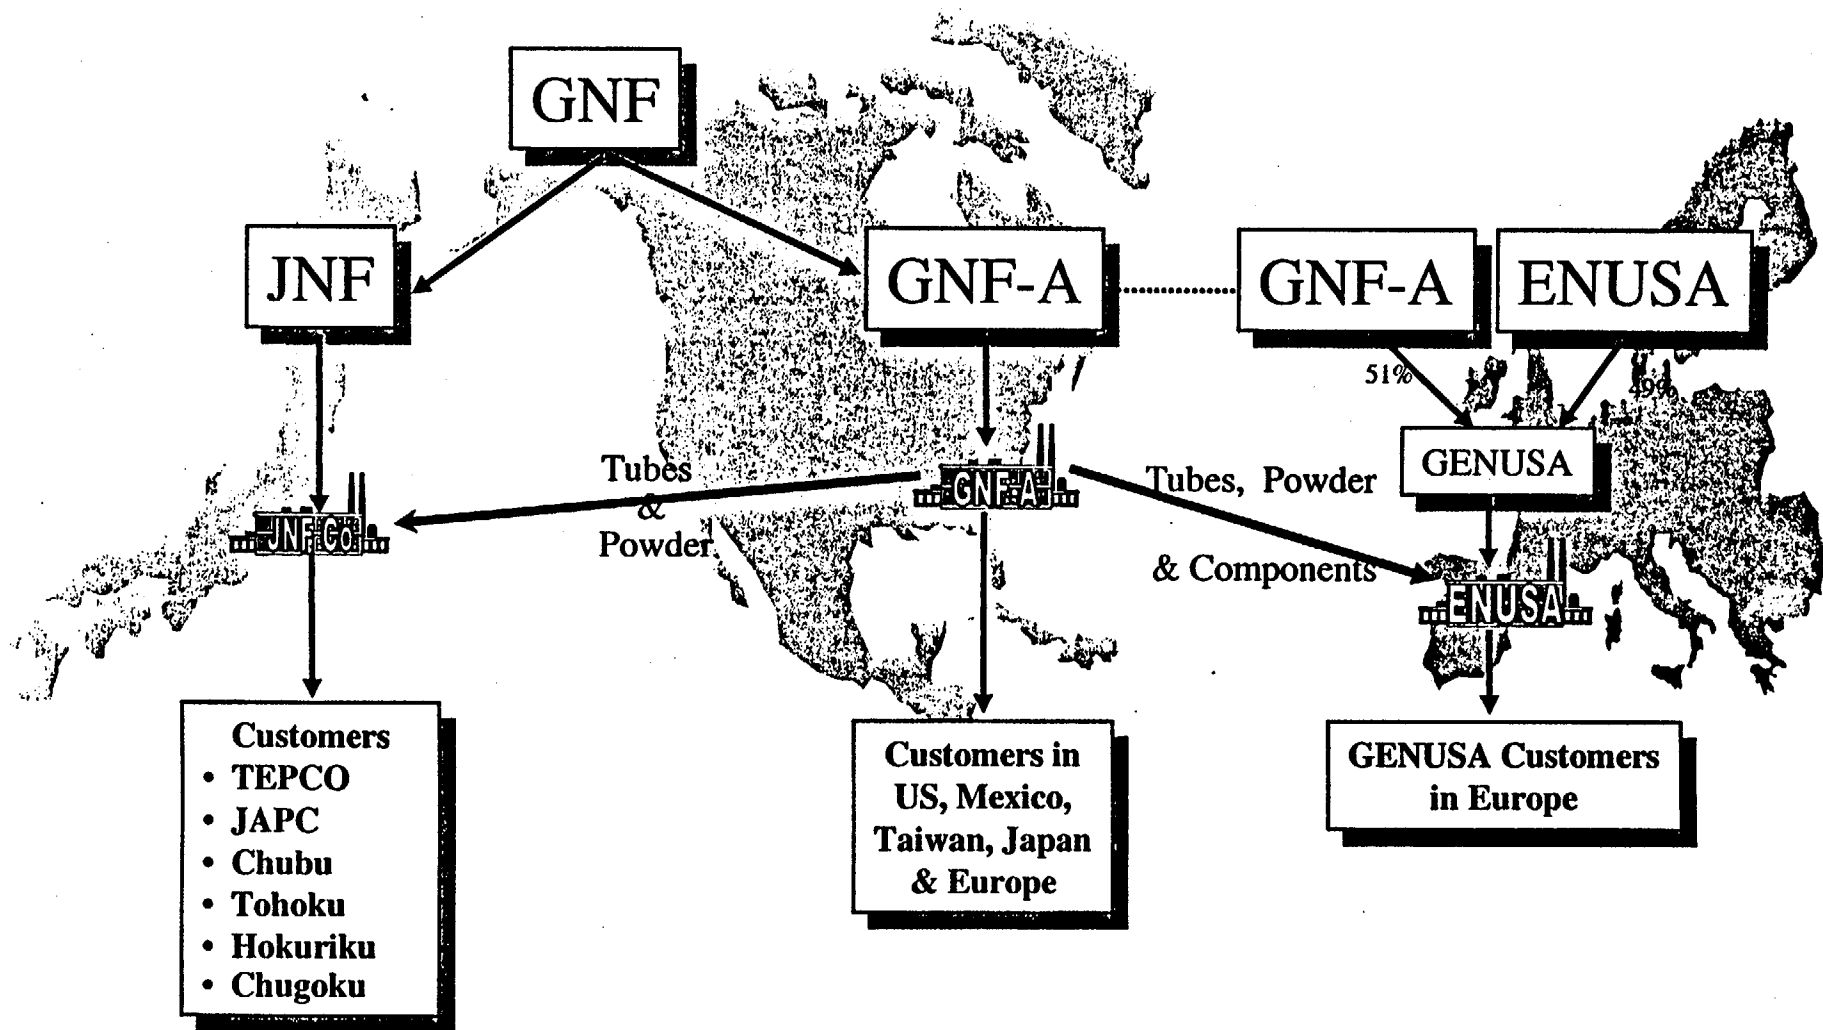 GNF
JNF
GNF-A
GNF-A
ENUSA
51%
49%
GENUSA
Tubes
&
Powder
GNF-A
Tubes, Powder
& Components
JNF Co
ENUSA
Customers
• TEPCO
• JAPC
• Chubu
• Tohoku
• Hokuriku
• Chugoku
Customers in
US, Mexico,
Taiwan, Japan
& Europe
GENUSA Customers
in Europe